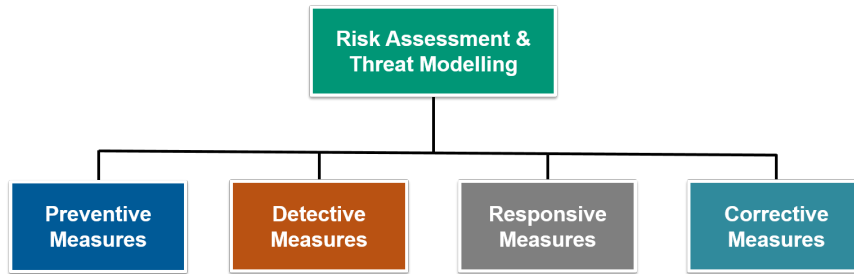 Risk Assessment &
Threat Modelling
Preventive
Measures
Detective
Measures
Responsive
Measures
Corrective
Measures